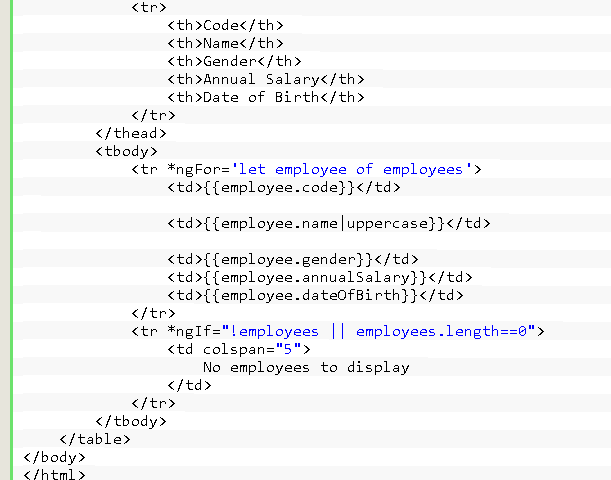 <tr>
<th>Code</th>
<th>Name</th>
<th>Gender</th>
<th>Annual Salary</th>
<th>Date of Birth</th>
</tr>
</thead>
<tbody>
<tr *ngFor='let employee of employees'>
<td>{{employee.code}}</td>
<td>{{employee.name|uppercase}}</td>
<td>{{employee.gender}}</td>
<td>{{employee.annualSalary}}</td>
<td>{{employee.dateOfBirth}}</td>
</tr>
<tr *ngIf="!employees || employees.length==0">
<td colspan="5">
No employees to display
</td>
</tr>
</tbody>
</table>
</body>
</html>